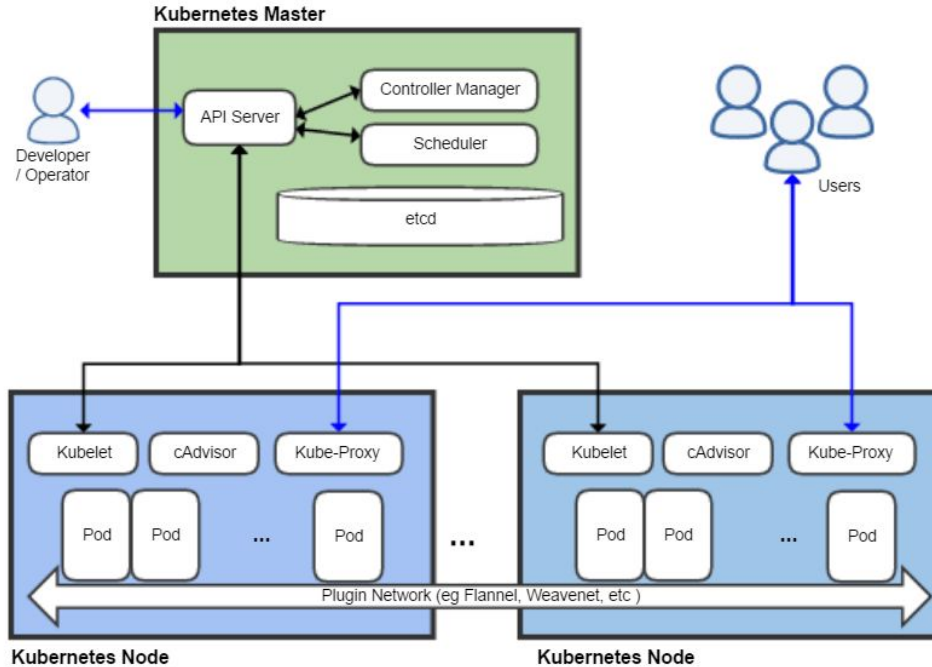 Kubernetes Master
API Server
Controller Manager
Scheduler
etcd
Developer
/ Operator
Users
Kubelet
cAdvisor
Kube-Proxy
Pod
Pod
...
Pod
...
Kubelet
cAdvisor
Kube-Proxy
Pod
Pod
...
Pod
Plugin Network (eg Flannel, Weavenet, etc )
Kubernetes Node
Kubernetes Node